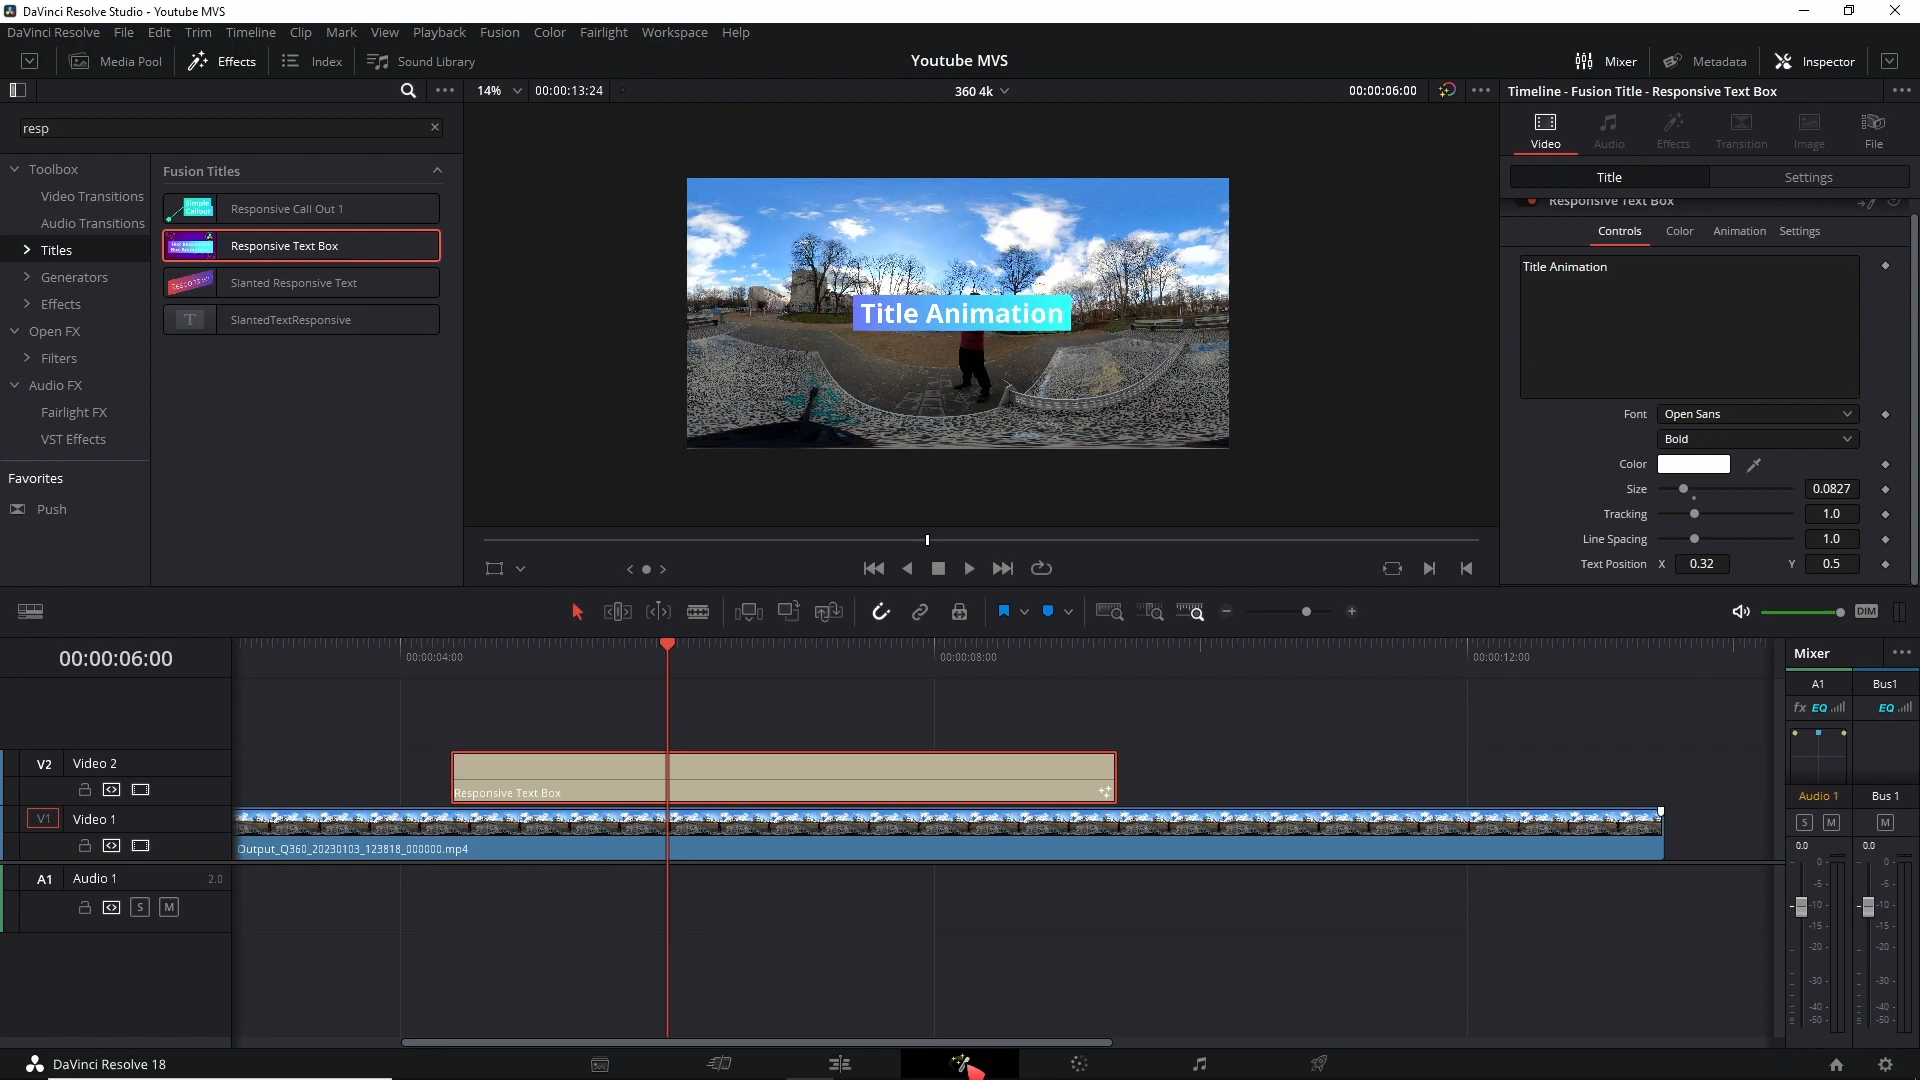 DaVinci Resolve Studio - Youtube MVS
DaVinci Resolve File Edit Trim Timeline Clip Mark View Playback Fusion Color Fairlight Workspace Help
Media Pool Effects Index Sound Library Youtube MVS Mixer Metadata Inspector
14% 00:00:13:24 360 4k 00:00:06:00 Timeline - Fusion Title - Responsive Text Box
resp
Toolbox
Video Transitions
Audio Transitions
Titles
Generators
Effects
Open FX
Filters
Audio FX
Fairlight FX
VST Effects
Favorites
Push
Fusion Titles
Simple
Callout
Responsive Call Out 1
Responsive Text Box
Slanted Responsive Text
T SlantedTextResponsive
Title Animation
Video Audio Effects Transition Image File
Title Settings
Responsive Text Box
Controls Color Animation Settings
Title Animation
Font Open Sans
Bold
Color
Size 0.0827
Tracking 1.0
Line Spacing 1.0
Text Position X 0.32 Y 0.5
DIM
00:00:06:00
00:00:04:00 00:00:08:00 00:00:12:00
V2 Video 2
Responsive Text Box
V1 Video 1
Output_Q360_20230103_123818_000000.mp4
A1 Audio 1 2.0
S M
Mixer
A1 Bus1
fx EQ EQ
Audio 1 Bus 1
S M M
0.0 0.0
0 0
-5 -5
-10 -10
-15 -15
-20 -20
-30 -30
-40 -40
-50 -50
DaVinci Resolve 18